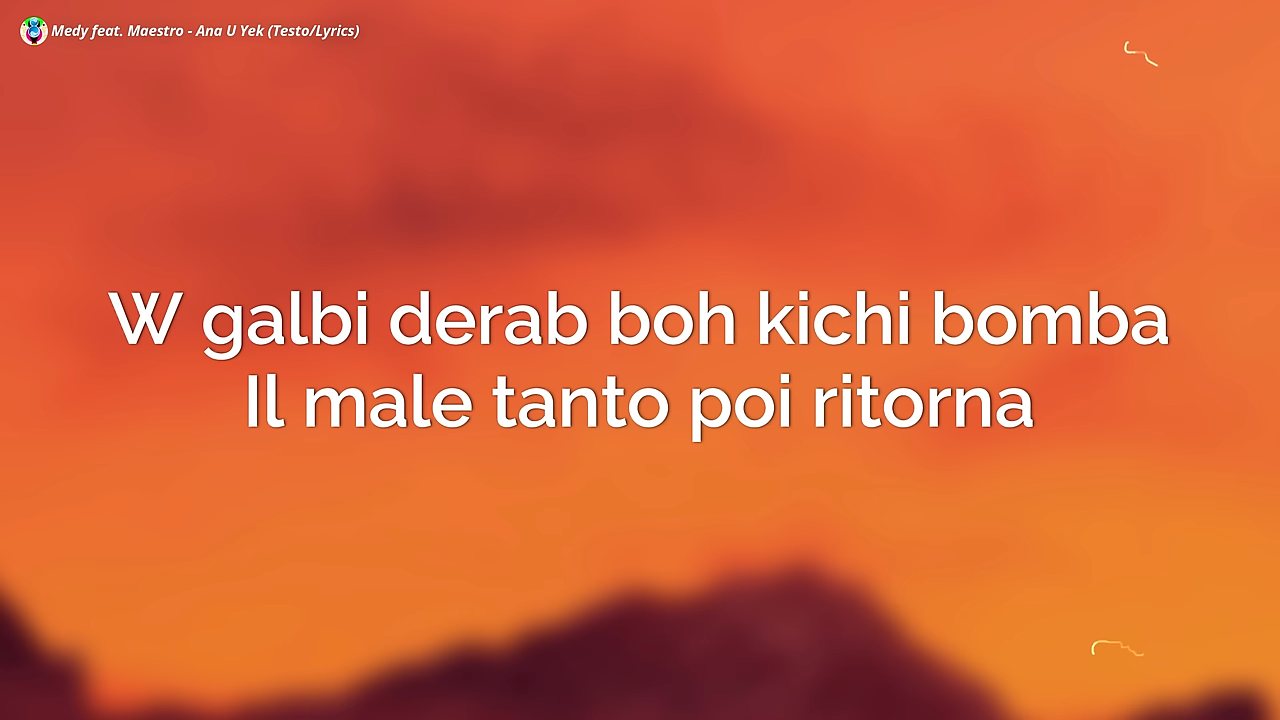 Medy feat. Maestro - Ana U Yek (Testo/Lyrics)
W galbi derab boh kichi bomba
Il male tanto poi ritorna